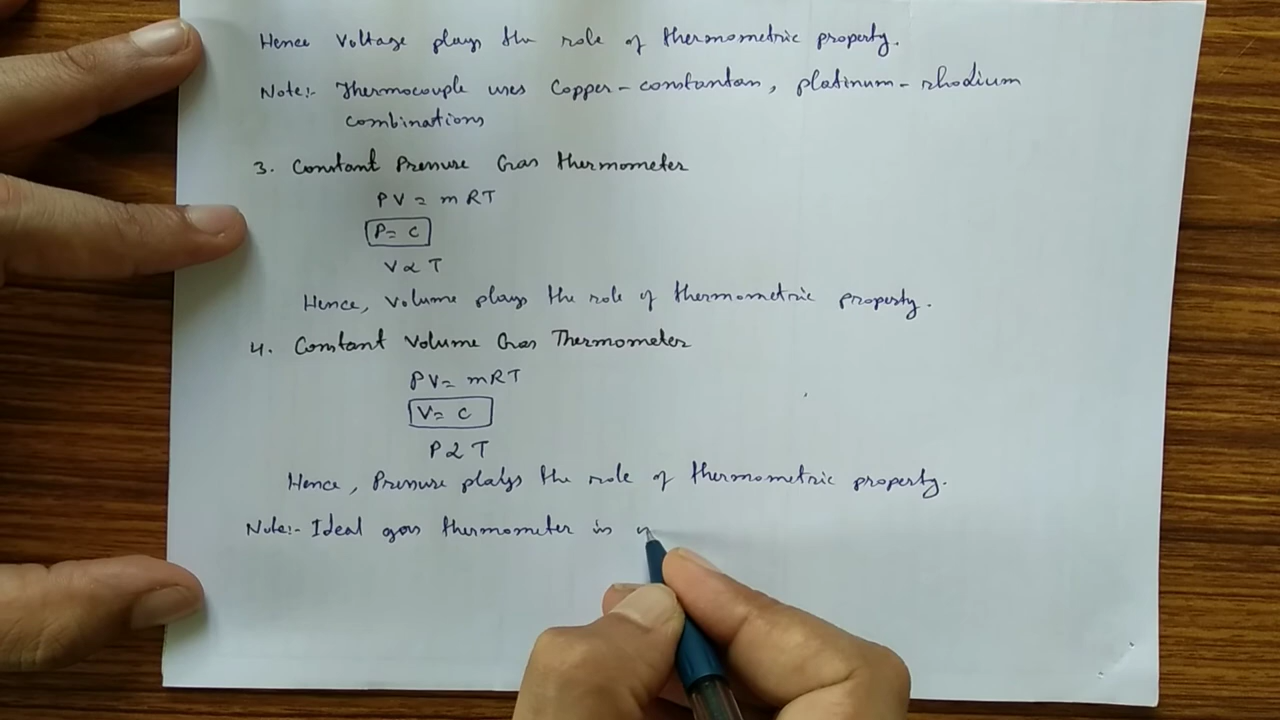 Hence Voltage plays the role of thermometric property.
Note:- Thermocouple uses Copper - constantan, platinum - rhodium
combinations
3. Constant Pressure Gas thermometer
PV = mRT
P = C
V ∝ T
Hence, Volume plays the role of thermometric property.
4. Constant Volume Gas Thermometer
PV = mRT
V = C
P ∝ T
Hence, Pressure platys the role of thermometric property.
Note:- Ideal gas thermometer is